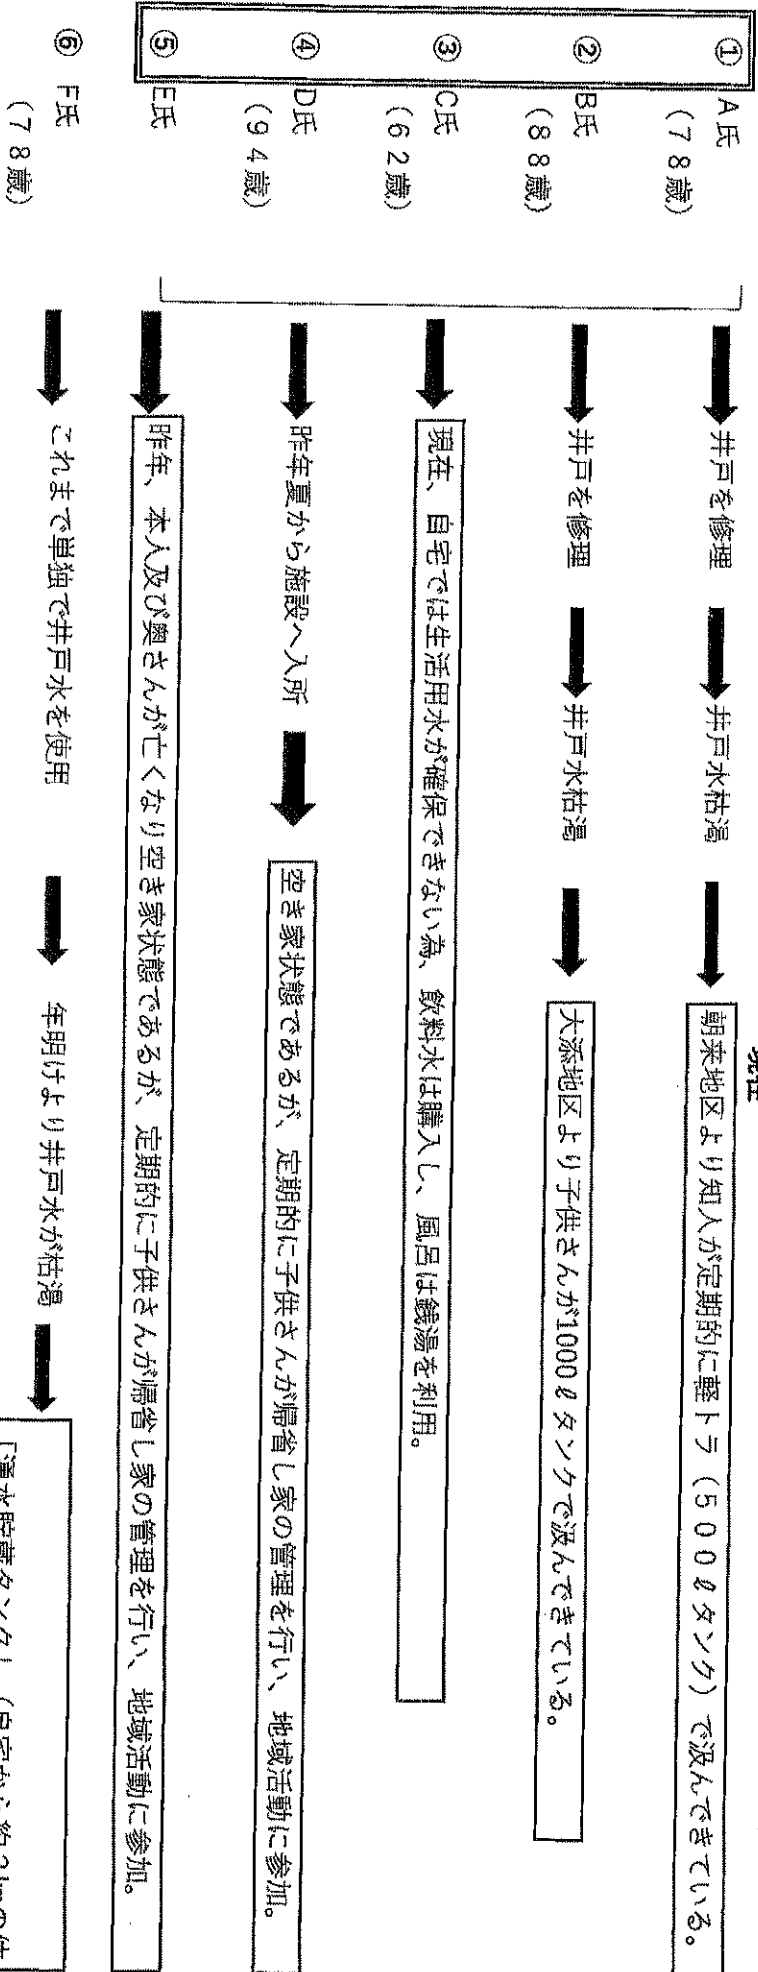 現在
① A氏
(78歳)
井戸を修理
井戸水枯渇
朝来地区より知人が定期的に軽トラ(500ℓタンク)で汲んできている。
② B氏
(88歳)
井戸を修理
井戸水枯渇
大添地区より子供さんが1000ℓタンクで汲んできている。
③ C氏
(62歳)
現在、自宅では生活用水が確保できない為、飲料水は購入し、風呂は銭湯を利用。
④ D氏
(94歳)
昨年夏から施設へ入所
空き家状態であるが、定期的に子供さんが帰省し家の管理を行い、地域活動に参加。
⑤ E氏
昨年、本人及び奥さんが亡くなり空き家状態であるが、定期的に子供さんが帰省し家の管理を行い、地域活動に参加。
⑥ F氏
(78歳)
これまで単独で井戸水を使用
年明けより井戸水が枯渇